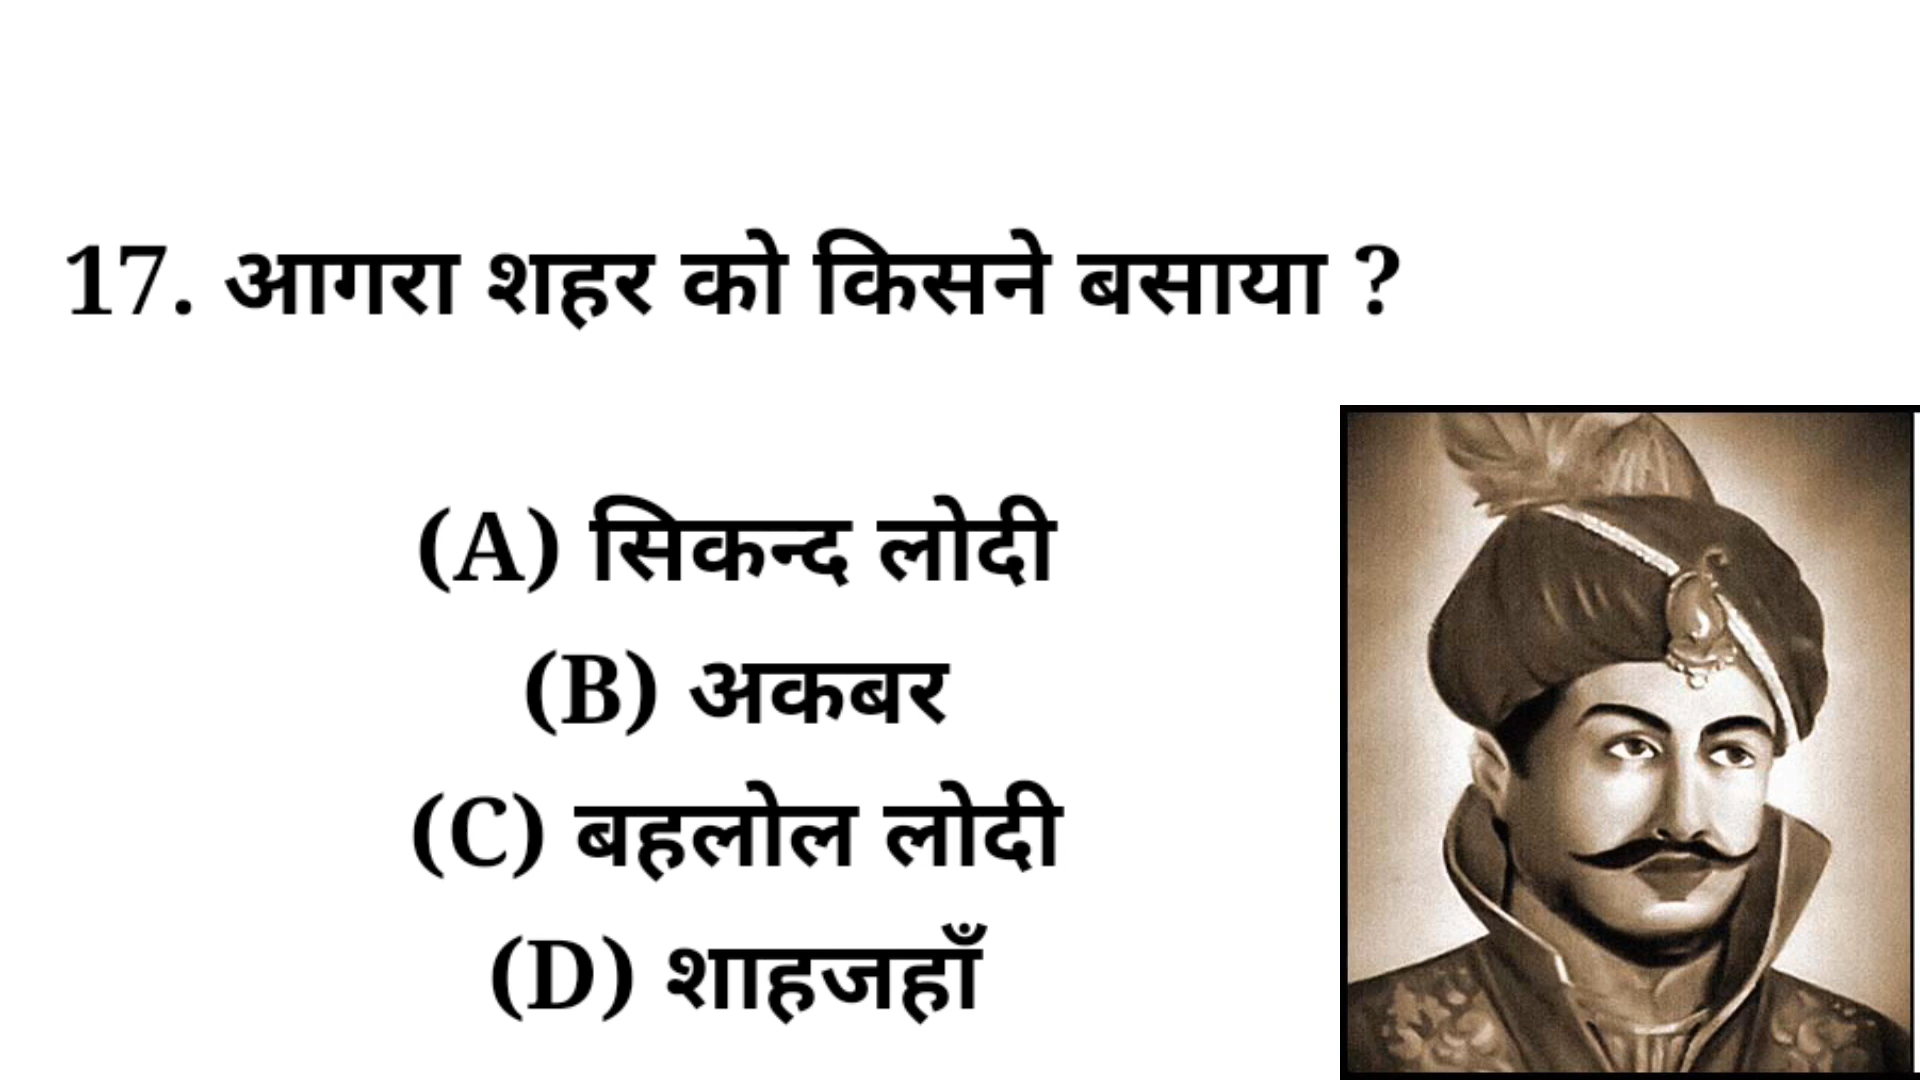 17. आगरा शहर को किसने बसाया ?
(A) सिकन्द लोदी
(B) अकबर
(C) बहलोल लोदी
(D) शाहजहाँ